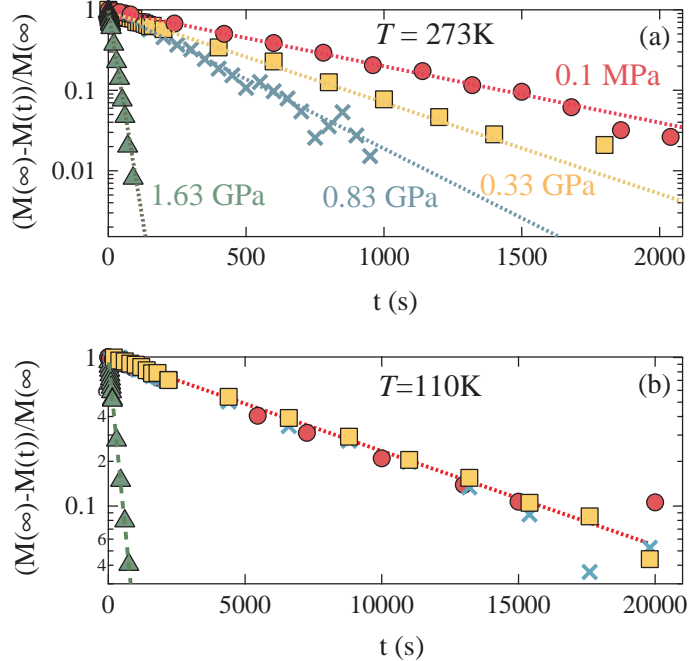 T = 273K
(a)
(M(∞)-M(t))/M(∞)
1
0.1
0.01
0.1 MPa
0.33 GPa
0.83 GPa
1.63 GPa
0
500
1000
1500
2000
t (s)
T=110K
(b)
(M(∞)-M(t))/M(∞)
1
4
2
0.1
6
4
0
5000
10000
15000
20000
t (s)